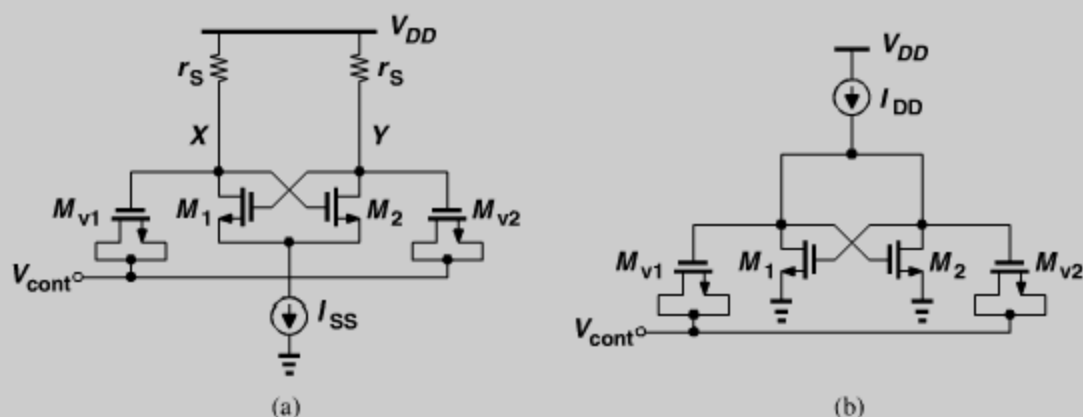 V_DD
r_S r_S
X Y
M_v1 M_1 M_2 M_v2
V_cont
I_SS
(a)
V_DD
I_DD
M_v1 M_1 M_2 M_v2
V_cont
(b)